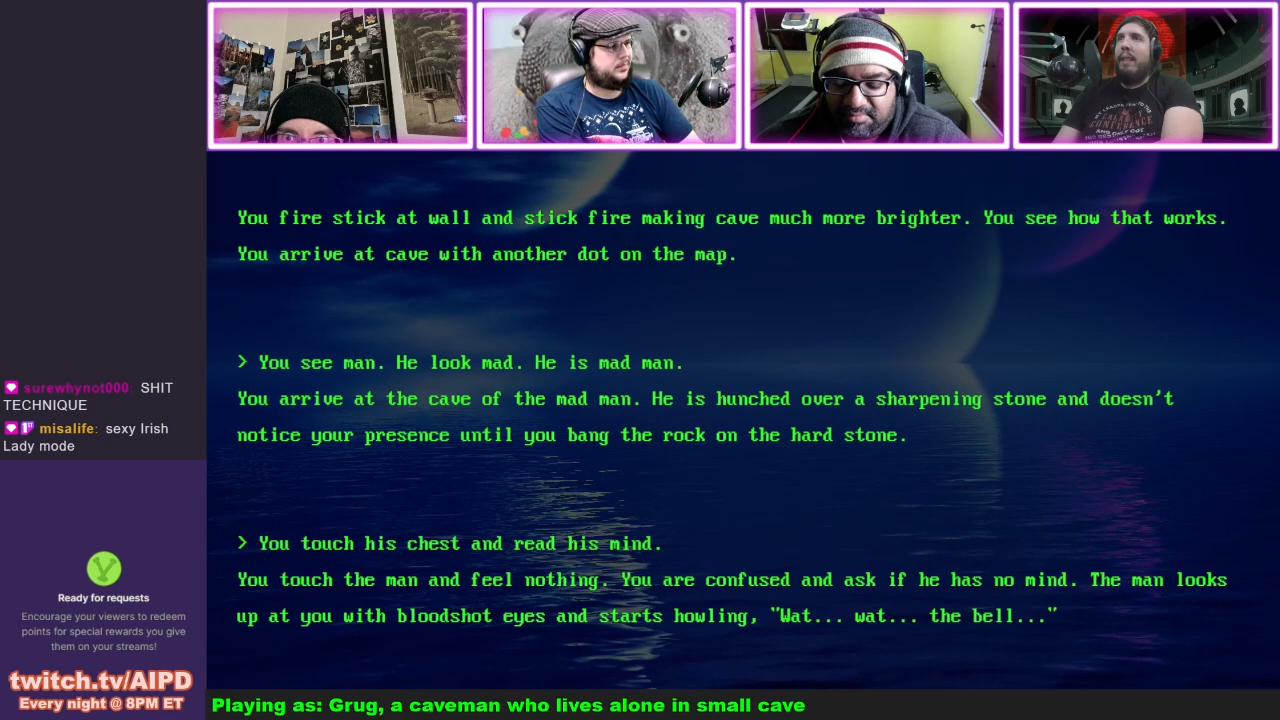 You fire stick at wall and stick fire making cave much more brighter. You see how that works.
You arrive at cave with another dot on the map.
> You see man. He look mad. He is mad man.
You arrive at the cave of the mad man. He is hunched over a sharpening stone and doesn't
notice your presence until you bang the rock on the hard stone.
> You touch his chest and read his mind.
You touch the man and feel nothing. You are confused and ask if he has no mind. The man looks
up at you with bloodshot eyes and starts howling, "Wat... wat... the bell..."
surewhynot000: SHIT
TECHNIQUE
misalife: sexy Irish
Lady mode
Ready for requests
Encourage your viewers to redeem
points for special rewards you give
them on your streams!
twitch.tv/AIPD
Every night @ 8PM ET
Playing as: Grug, a caveman who lives alone in small cave